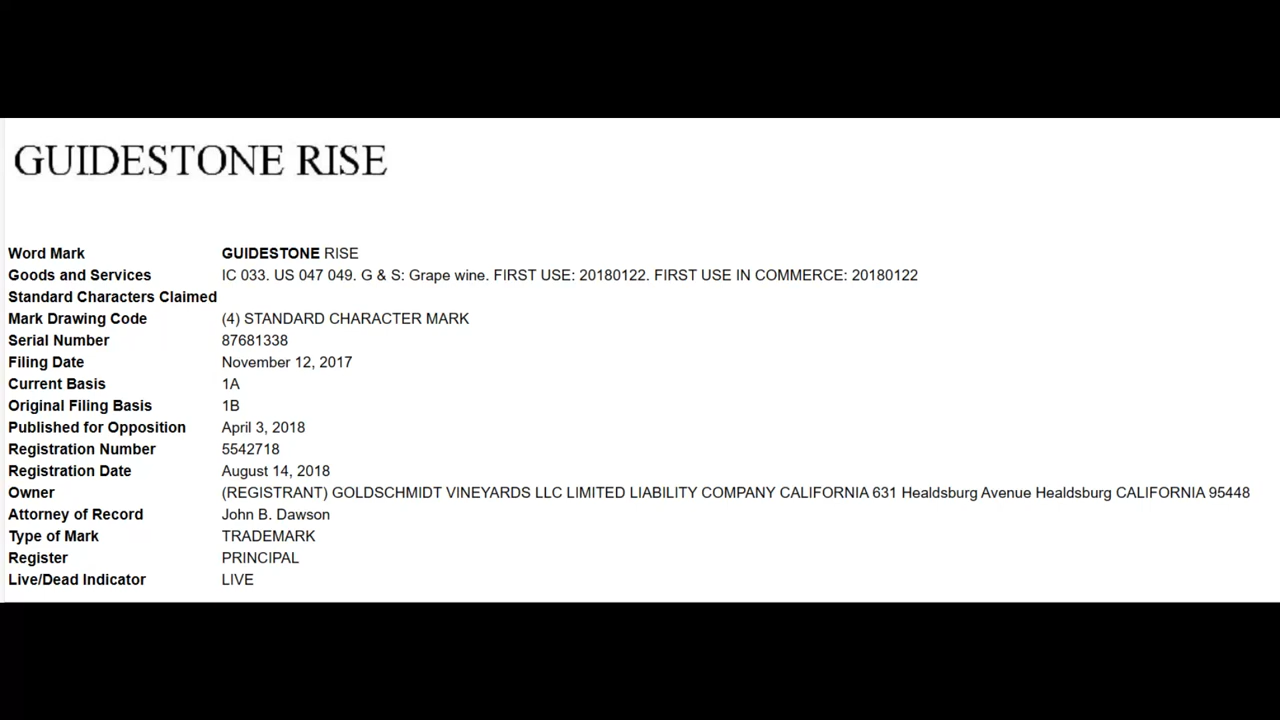 GUIDESTONE RISE
Word Mark GUIDESTONE RISE
Goods and Services IC 033. US 047 049. G & S: Grape wine. FIRST USE: 20180122. FIRST USE IN COMMERCE: 20180122
Standard Characters Claimed
Mark Drawing Code (4) STANDARD CHARACTER MARK
Serial Number 87681338
Filing Date November 12, 2017
Current Basis 1A
Original Filing Basis 1B
Published for Opposition April 3, 2018
Registration Number 5542718
Registration Date August 14, 2018
Owner (REGISTRANT) GOLDSCHMIDT VINEYARDS LLC LIMITED LIABILITY COMPANY CALIFORNIA 631 Healdsburg Avenue Healdsburg CALIFORNIA 95448
Attorney of Record John B. Dawson
Type of Mark TRADEMARK
Register PRINCIPAL
Live/Dead Indicator LIVE